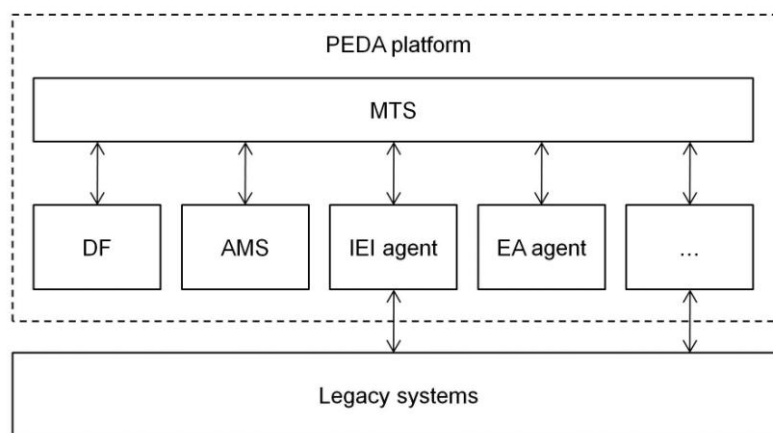 PEDA platform
MTS
DF
AMS
IEI agent
EA agent
...
Legacy systems